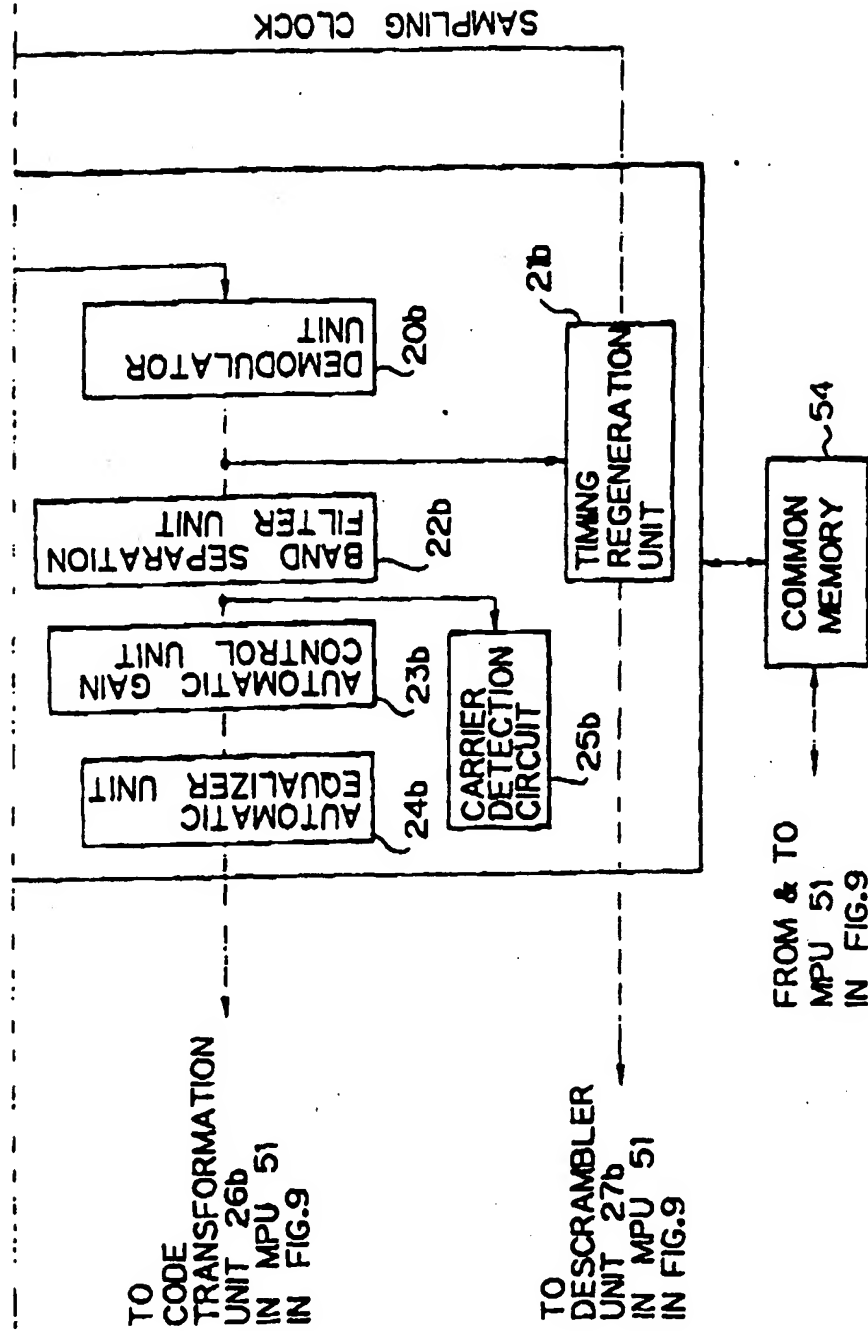 SAMPLING CLOCK
DEMODULATOR
UNIT
20b
21b
BAND SEPARATION
FILTER UNIT
22b
TIMING
REGENERATION
UNIT
AUTOMATIC GAIN
CONTROL UNIT
23b
AUTOMATIC
EQUALIZER UNIT
24b
CARRIER
DETECTION
CIRCUIT
25b
54
COMMON
MEMORY
TO
CODE
TRANSFORMATION
UNIT 26b
IN MPU 51
IN FIG.9
TO
DESCRAMBLER
UNIT 27b
IN MPU 51
IN FIG.9
FROM & TO
MPU 51
IN FIG.9